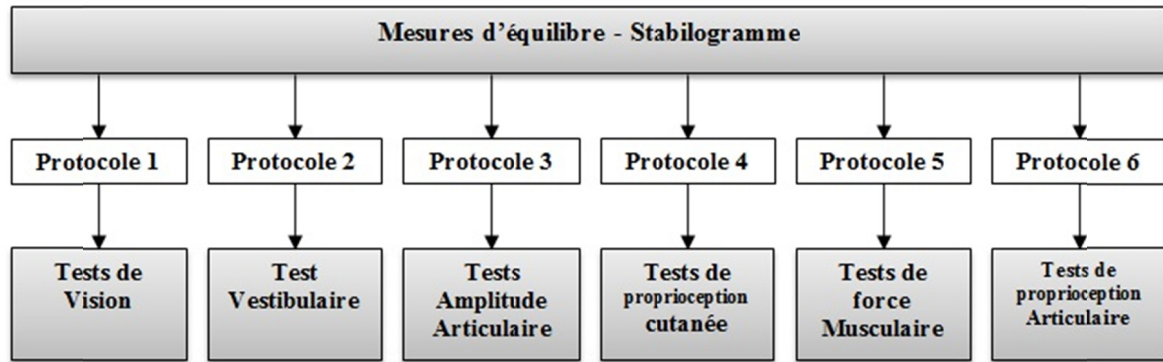 Mesures d'équilibre - Stabilogramme
Protocole 1
Protocole 2
Protocole 3
Protocole 4
Protocole 5
Protocole 6
Tests de
Vision
Test
Vestibulaire
Tests
Amplitude
Articulaire
Tests de
proprioception
cutanée
Tests de
force
Musculaire
Tests de
proprioception
Articulaire